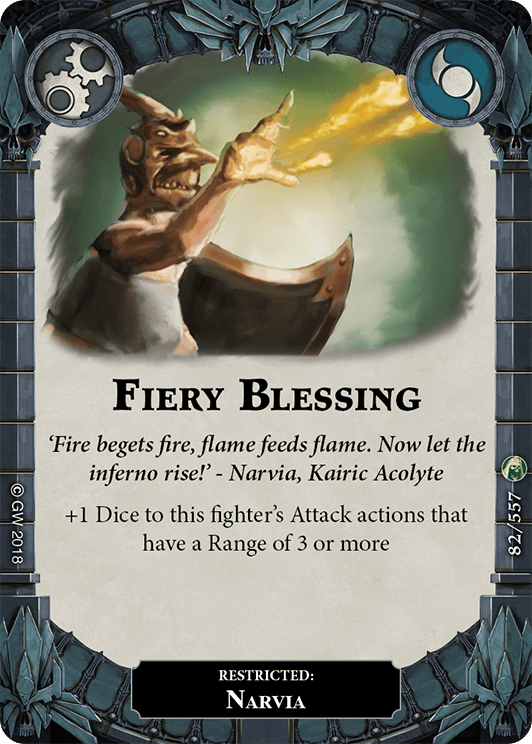 FIERY BLESSING
‘Fire begets fire, flame feeds flame. Now let the
inferno rise!’ - Narvia, Kairic Acolyte
+1 Dice to this fighter’s Attack actions that
have a Range of 3 or more
© GW 2018
82/557
RESTRICTED:
NARVIA